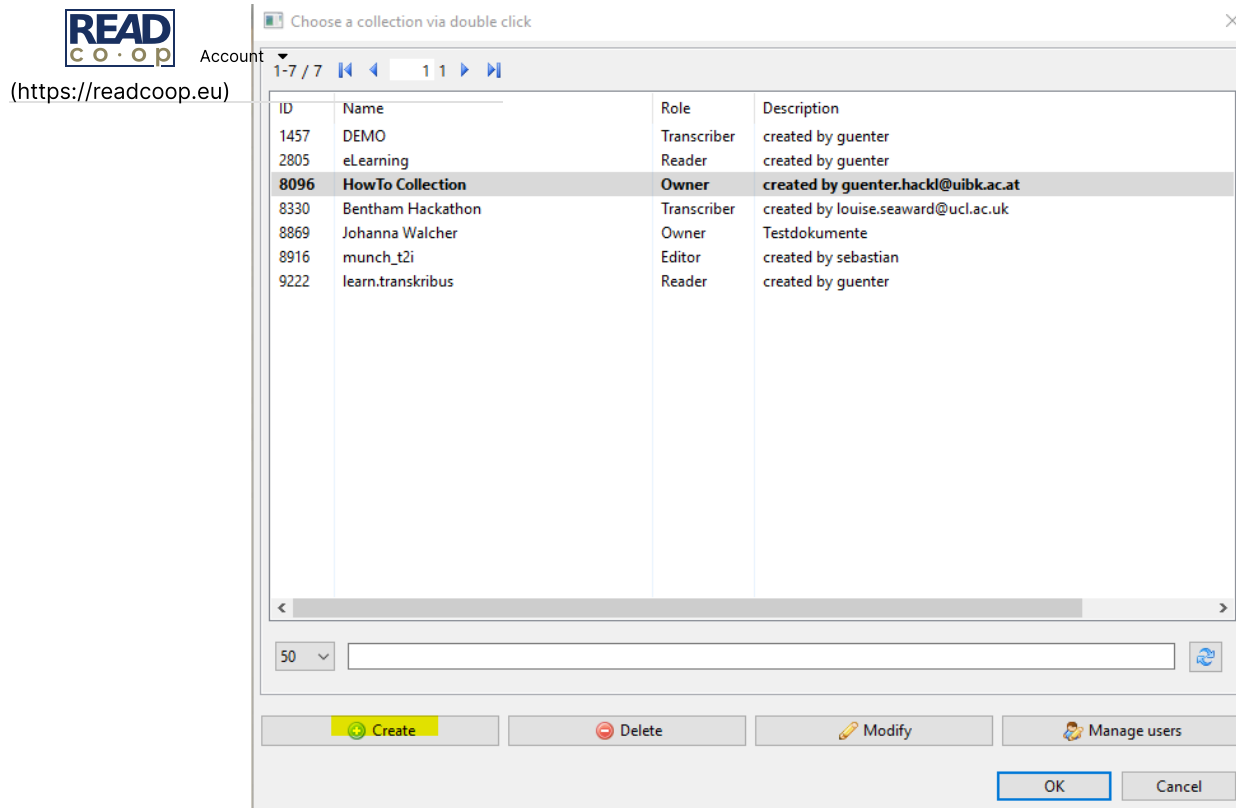 READ
co·op
Account
(https://readcoop.eu)
Choose a collection via double click
1-7 / 7 1 1
ID Name Role Description
1457 DEMO Transcriber created by guenter
2805 eLearning Reader created by guenter
8096 HowTo Collection Owner created by guenter.hackl@uibk.ac.at
8330 Bentham Hackathon Transcriber created by louise.seaward@ucl.ac.uk
8869 Johanna Walcher Owner Testdokumente
8916 munch_t2i Editor created by sebastian
9222 learn.transkribus Reader created by guenter
50
Create Delete Modify Manage users
OK Cancel